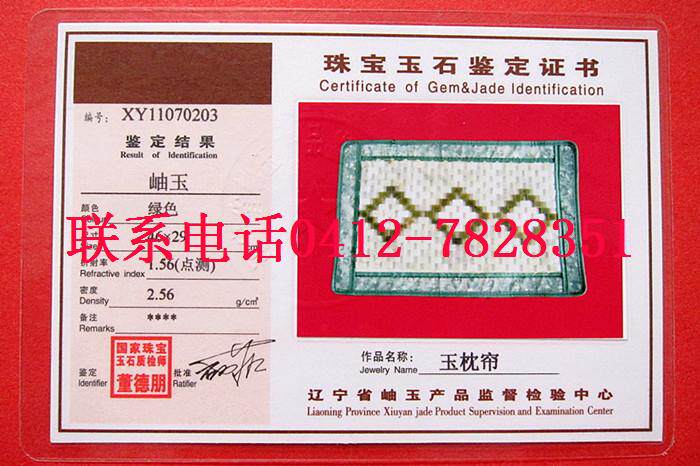 珠宝玉石鉴定证书
Certificate of Gem&Jade Identification
编号: XY11070203
鉴定结果
Result of Identification
岫玉
颜色 绿色
联系电话0412-7828351
折射率
Refractive index 1.56(点测)
密度
Density 2.56 g/cm³
备注
Remarks ****
国家珠宝
玉石质检师
董德朋
鉴定
Identifier
批准
Ratifier
作品名称:
Jewelry Name 玉枕帘
辽宁省岫玉产品监督检验中心
Liaoning Province Xiuyan jade Product Supervision and Examination Center